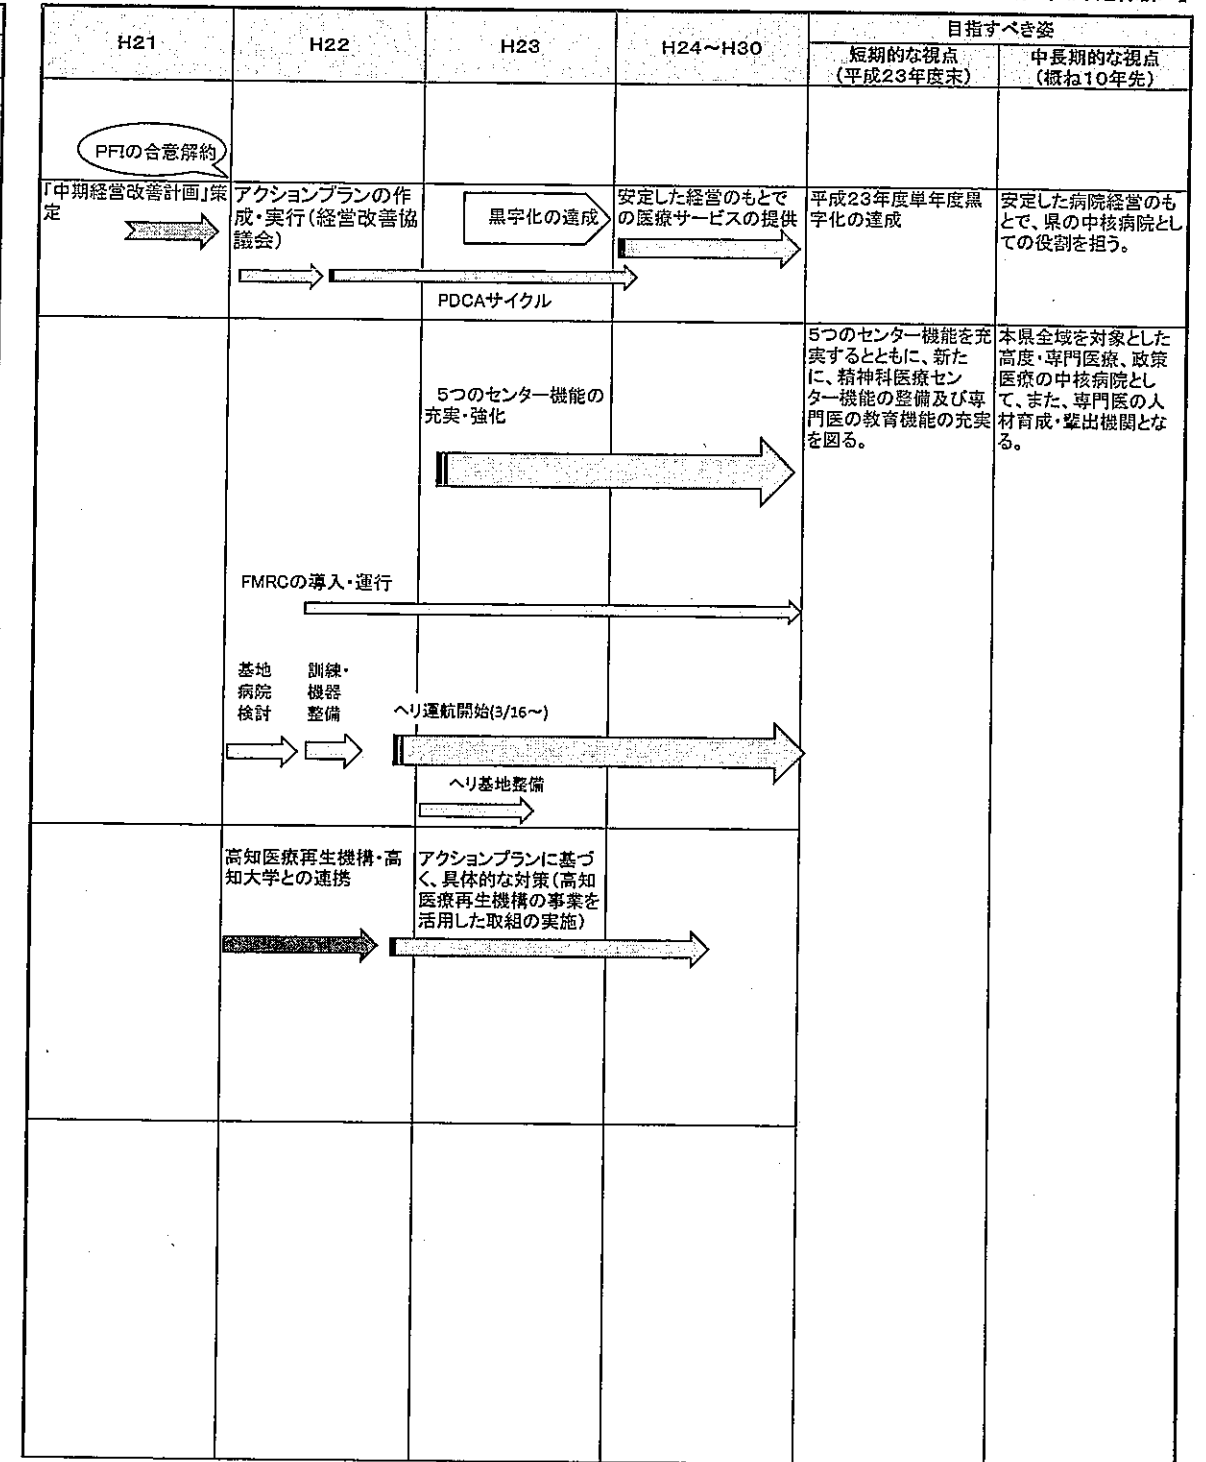 H21
H22
H23
H24～H30
目指すべき姿
短期的な視点
(平成23年度末)
中長期的な視点
(概ね10年先)
PFIの合意解約
『中期経営改善計画』策
定
アクションプランの作
成・実行(経営改善協
議会)
黒字化の達成
安定した経営のもとで
の医療サービスの提供
平成23年度単年度黒
字化の達成
安定した病院経営のも
とで、県の中核病院とし
ての役割を担う。
PDCAサイクル
5つのセンター機能の
充実・強化
5つのセンター機能を充
実するとともに、新た
に、精神科医療セン
ター機能の整備及び専
門医の教育機能の充実
を図る。
本県全域を対象とした
高度・専門医療、政策
医療の中核病院とし
て、また、専門医の人
材育成・輩出機関とな
る。
FMRCの導入・運行
基地
病院
検討
訓練・
機器
整備
ヘリ運航開始(3/16～)
ヘリ基地整備
高知医療再生機構・高
知大学との連携
アクションプランに基づ
く、具体的な対策(高知
医療再生機構の事業を
活用した取組の実施)